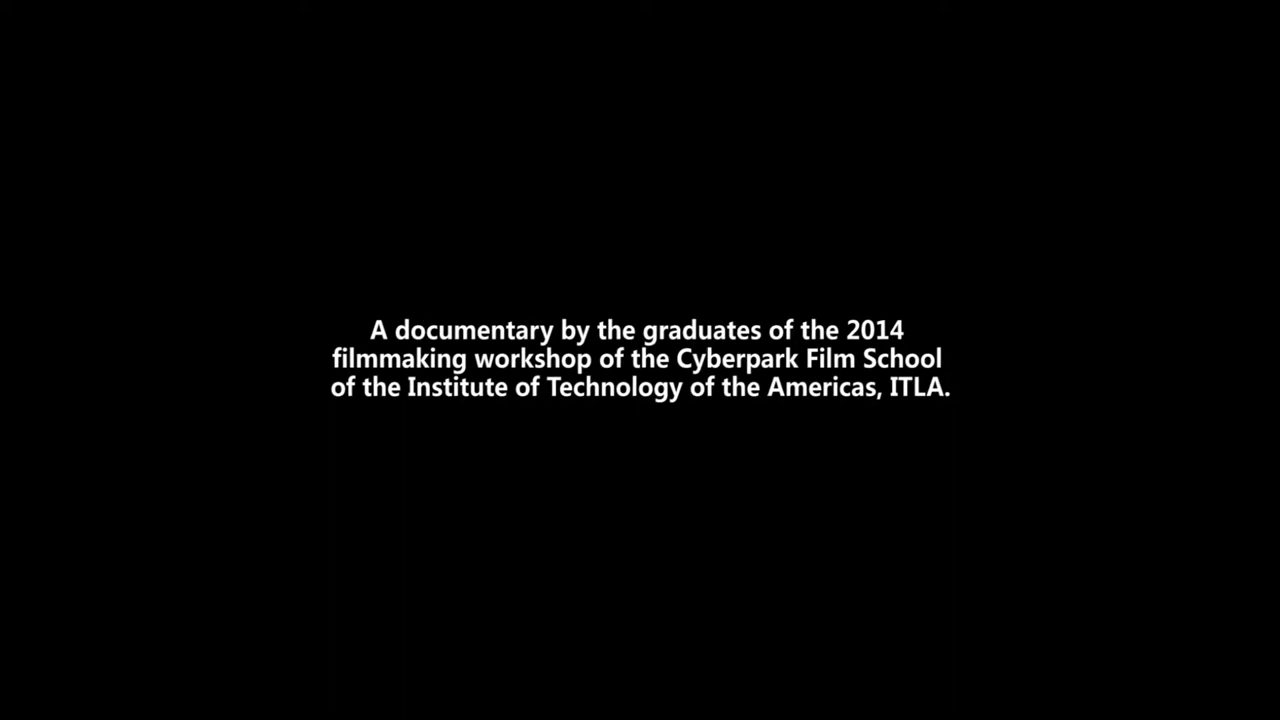 A documentary by the graduates of the 2014
filmmaking workshop of the Cyberpark Film School
of the Institute of Technology of the Americas, ITLA.